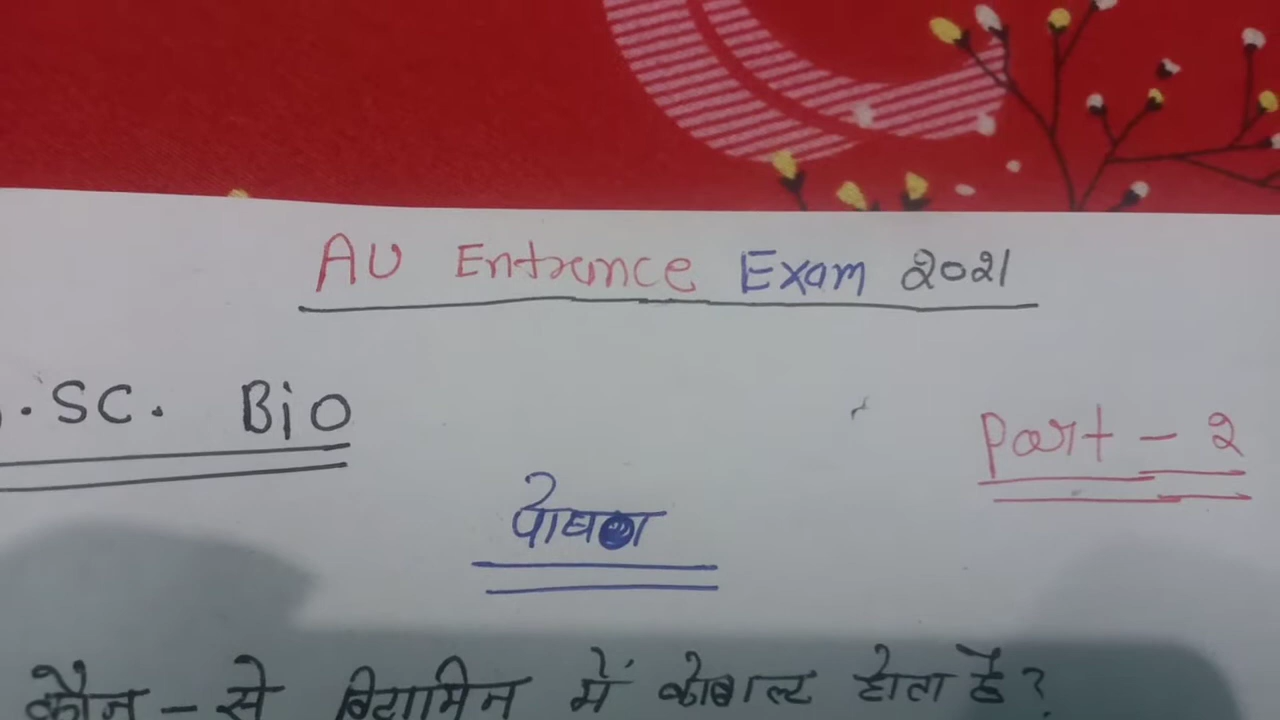 AU Entrance Exam 2021
.SC. Bio
Part - 2
पोषण
कौन - से विटामिन में कोबाल्ट होता है ?